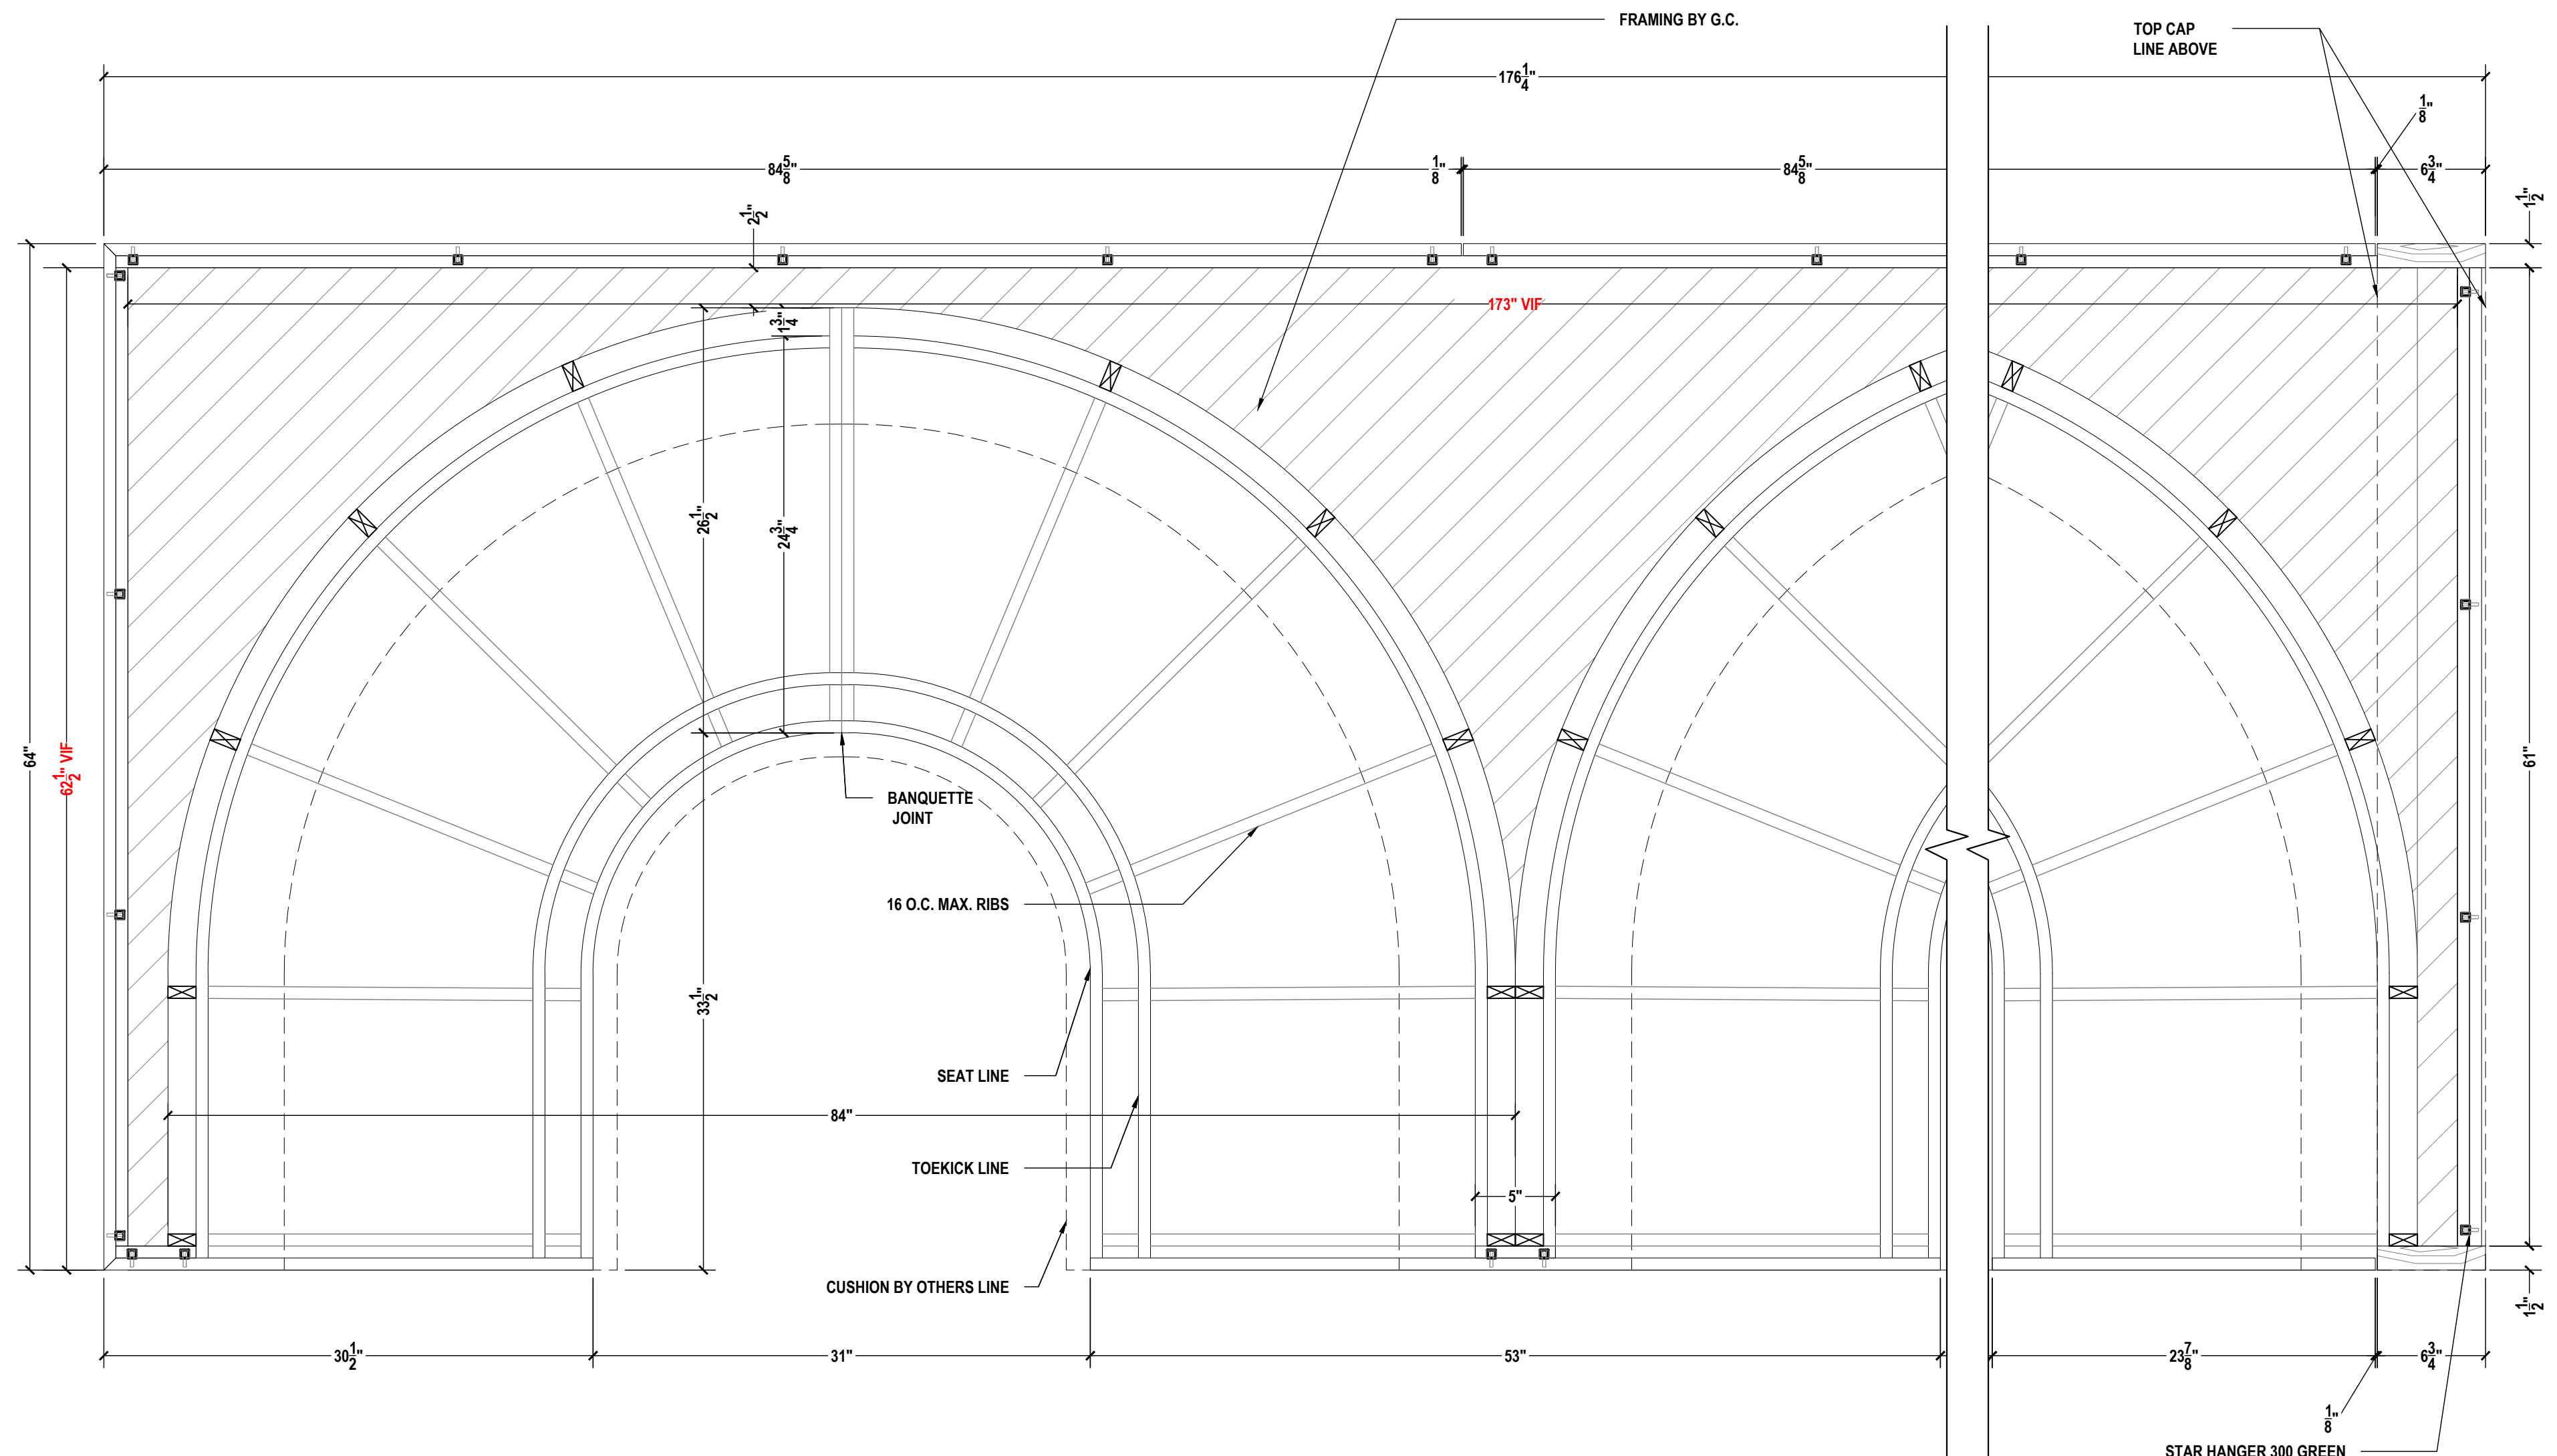 FRAMING BY G.C.
TOP CAP
LINE ABOVE
176 1/4"
1/8"
84 5/8"
1/8"
84 5/8"
6 3/4"
1 1/2"
2 1/2"
173" VIF
1 3/4"
26 1/2"
24 3/4"
64"
62 1/2" VIF
61"
BANQUETTE
JOINT
16 O.C. MAX. RIBS
33 1/2"
SEAT LINE
84"
TOEKICK LINE
5"
CUSHION BY OTHERS LINE
1 1/2"
30 1/2"
31"
53"
23 7/8"
6 3/4"
1/8"
STAR HANGER 300 GREEN